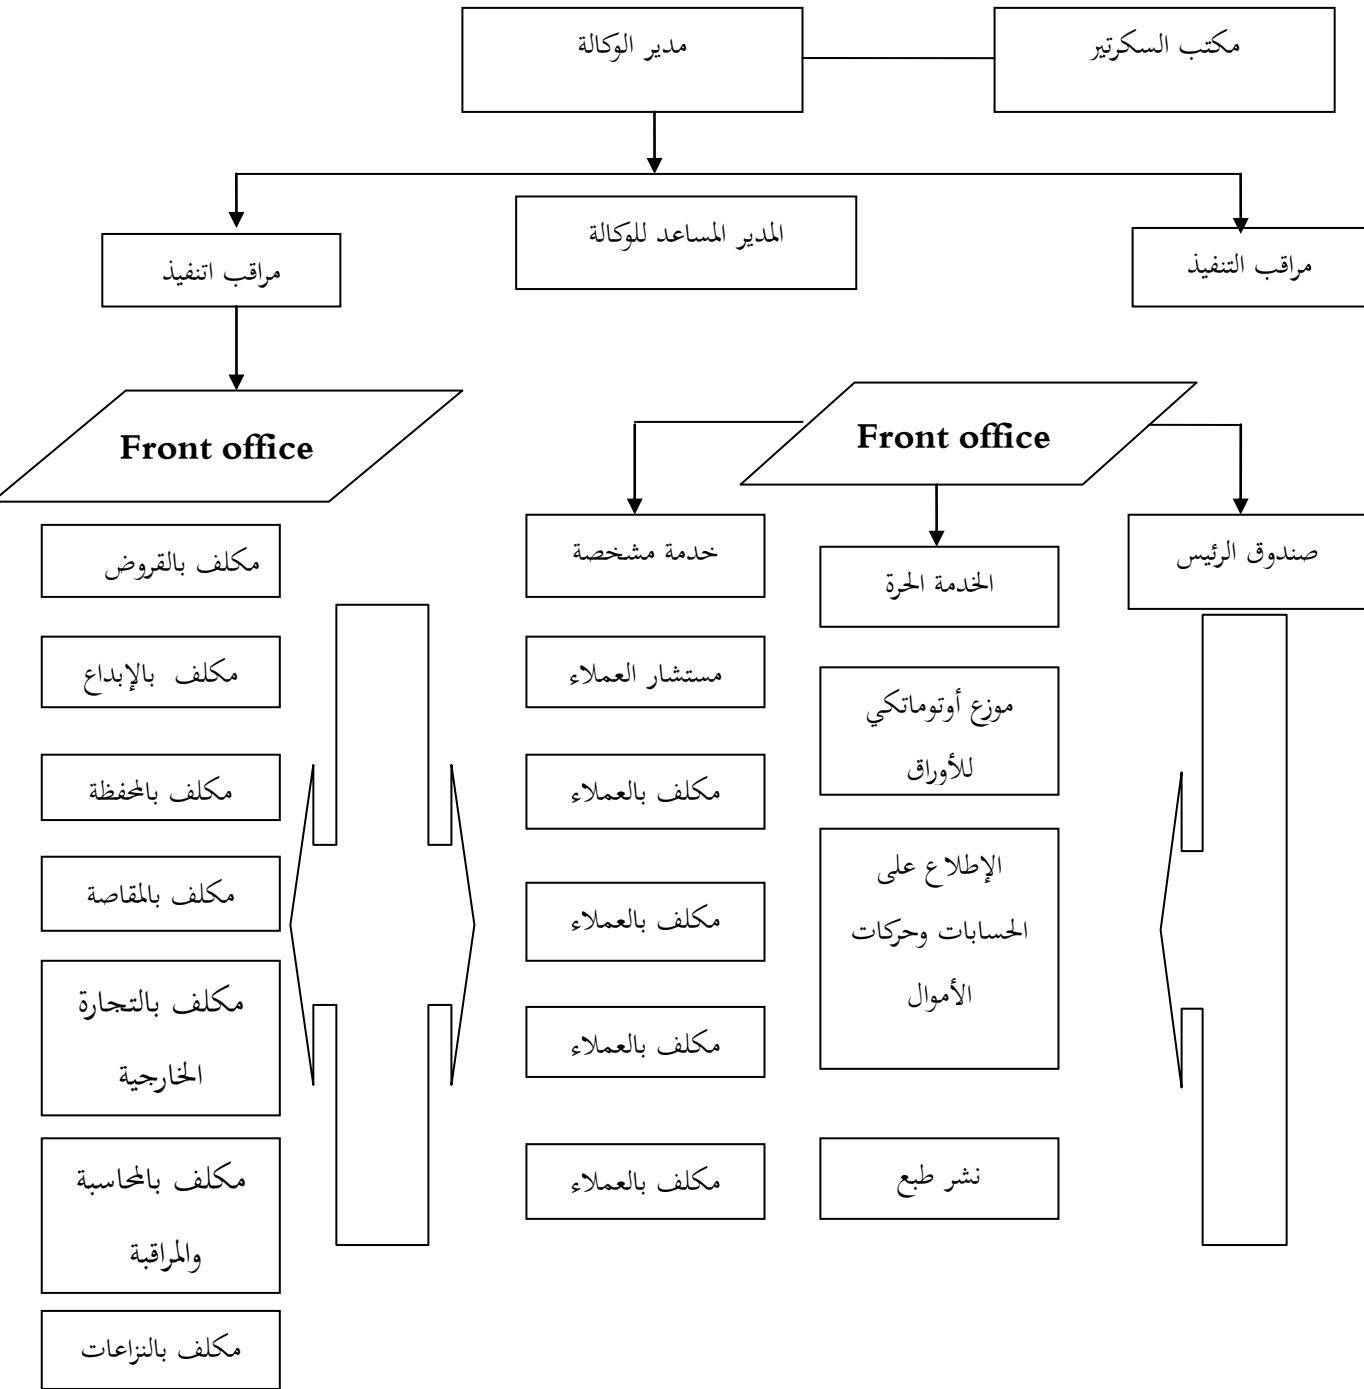 مكتب السكرتير
مدير الوكالة
المدير المساعد للوكالة
مراقب التنفيذ
مراقب اتنفيذ
Front office
Front office
صندوق الرئيس
الخدمة الحرة
موزع أوتوماتكي
للأوراق
الإطلاع على
الحسابات وحركات
الأموال
نشر طبع
خدمة مشخصة
مستشار العملاء
مكلف بالعملاء
مكلف بالعملاء
مكلف بالعملاء
مكلف بالعملاء
مكلف بالقروض
مكلف بالإبداع
مكلف بالمحفظة
مكلف بالمقاصة
مكلف بالتجارة
الخارجية
مكلف بالمحاسبة
والمراقبة
مكلف بالنزاعات